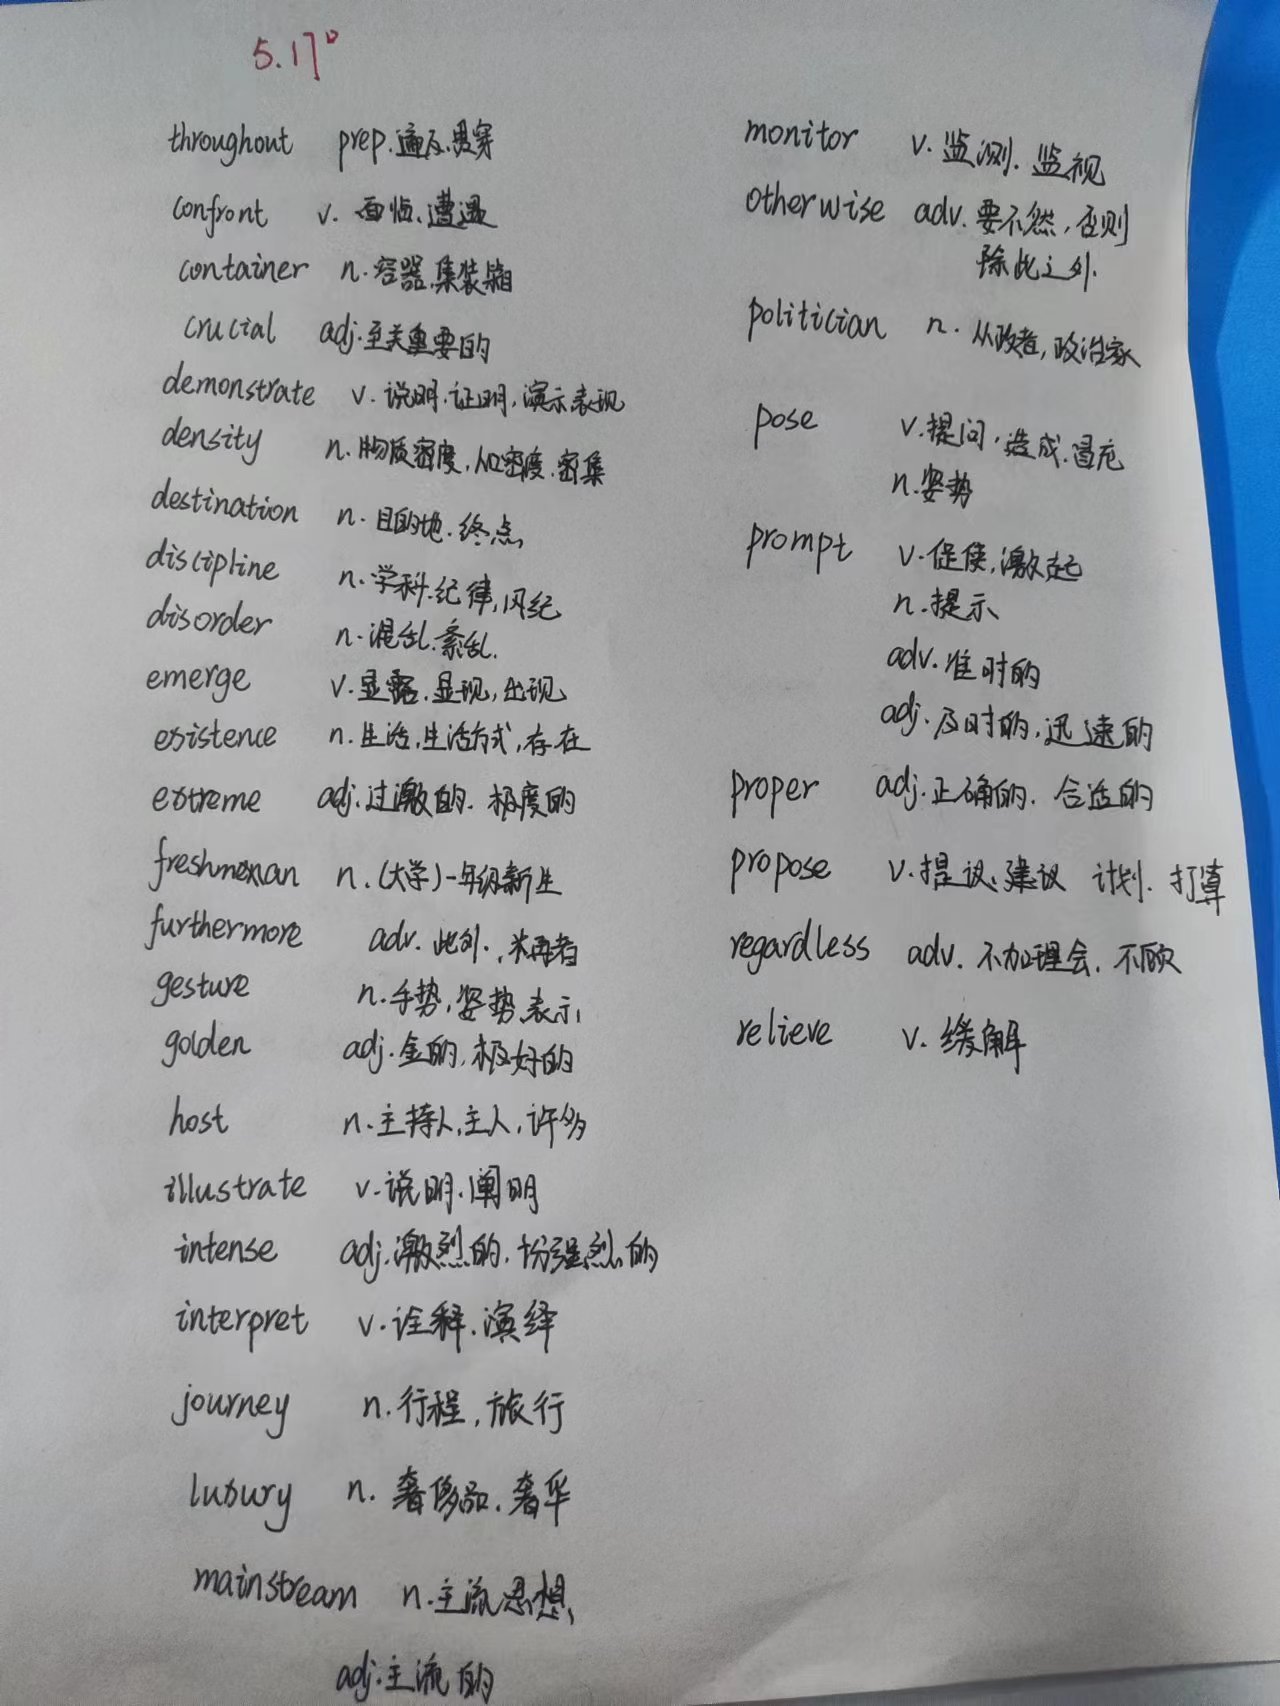 5.17
throughout prep. 遍及.贯穿
confront v. 面临.遭遇
container n. 容器.集装箱
crucial adj. 至关重要的
demonstrate v. 说明.证明,演示表现
density n. 物质密度,人口密度.密集
destination n. 目的地.终点
discipline n. 学科.纪律,风纪
disorder n. 混乱.紊乱.
emerge v. 显露.显现,出现
existence n. 生活,生活方式,存在
extreme adj. 过激的.极度的
freshman n. (大学)一年级新生
furthermore adv. 此外.,再者
gesture n. 手势,姿势,表示
golden adj. 金的,极好的
host n. 主持人,主人,许多
illustrate v. 说明.阐明
intense adj. 激烈的.十分强烈的
interpret v. 诠释.演绎
journey n. 行程,旅行
luxury n. 奢侈品.奢华
mainstream n. 主流思想
adj. 主流的
monitor v. 监测.监视
otherwise adv. 要不然,否则
除此之外.
politician n. 从政者,政治家
pose v. 提问,造成.冒充
n. 姿势
prompt v. 促使,激起
n. 提示
adv. 准时的
adj. 及时的,迅速的
proper adj. 正确的.合适的
propose v. 提议.建议 计划.打算
regardless adv. 不加理会.不顾
relieve v. 缓解